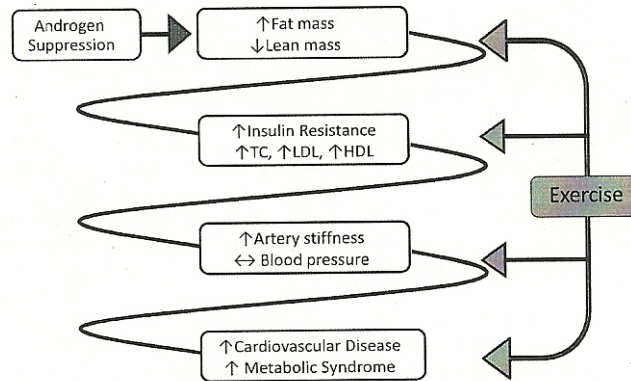 Androgen
Suppression
↑Fat mass
↓Lean mass
↑Insulin Resistance
↑TC, ↑LDL, ↑HDL
Exercise
↑Artery stiffness
↔ Blood pressure
↑Cardiovascular Disease
↑ Metabolic Syndrome